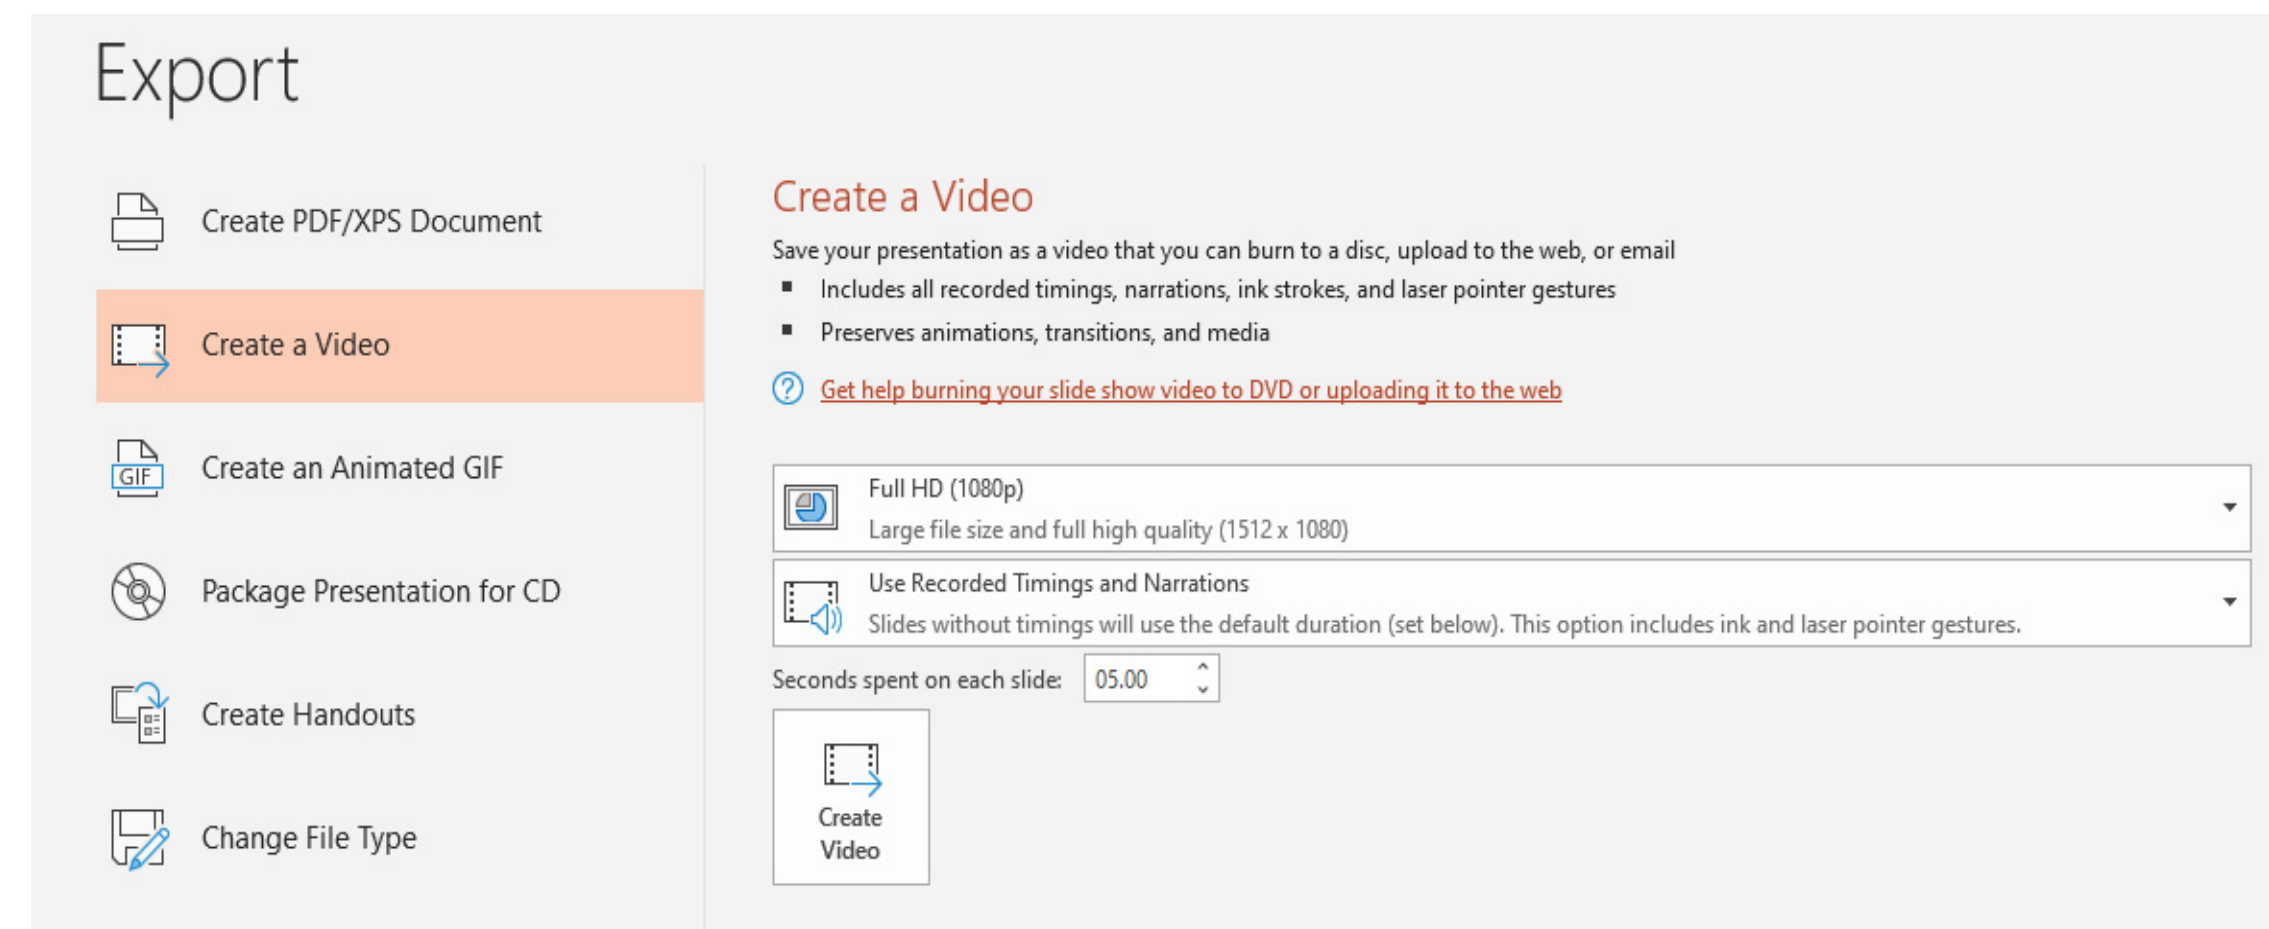 Export
Create PDF/XPS Document
Create a Video
GIF
Create an Animated GIF
Package Presentation for CD
Create Handouts
Change File Type
Create a Video
Save your presentation as a video that you can burn to a disc, upload to the web, or email
▪ Includes all recorded timings, narrations, ink strokes, and laser pointer gestures
▪ Preserves animations, transitions, and media
? Get help burning your slide show video to DVD or uploading it to the web
Full HD (1080p)
Large file size and full high quality (1512 x 1080)
Use Recorded Timings and Narrations
Slides without timings will use the default duration (set below). This option includes ink and laser pointer gestures.
Seconds spent on each slide: 05.00
Create
Video